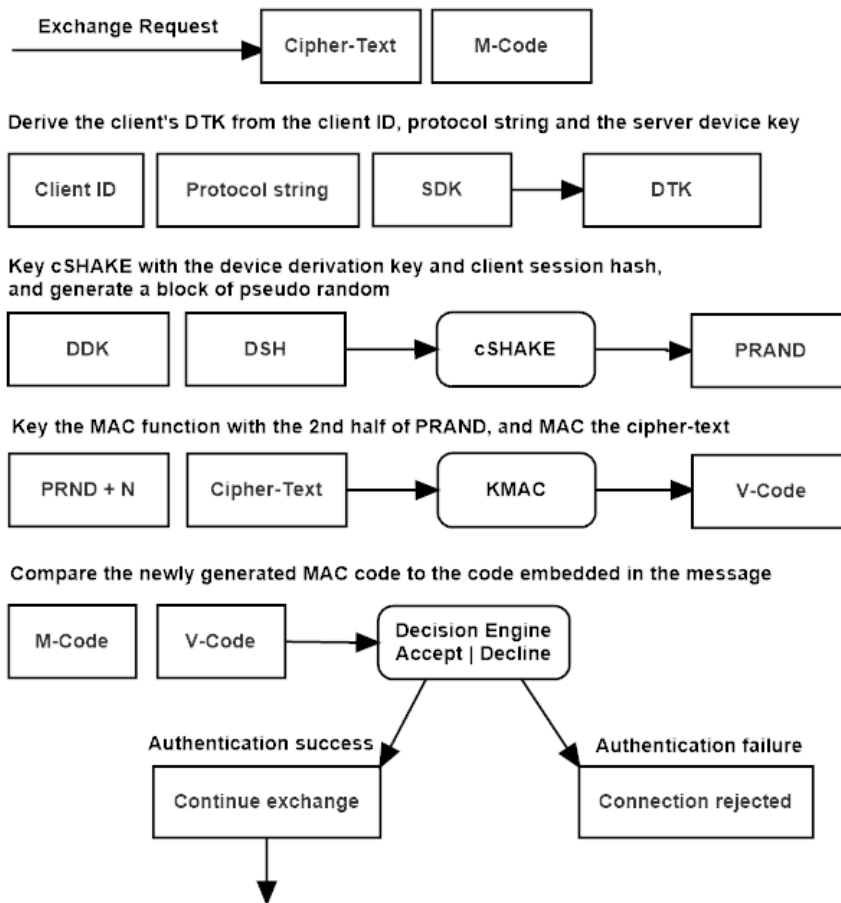 Exchange Request
Cipher-Text
M-Code
Derive the client's DTK from the client ID, protocol string and the server device key
Client ID
Protocol string
SDK
DTK
Key cSHAKE with the device derivation key and client session hash,
and generate a block of pseudo random
DDK
DSH
cSHAKE
PRAND
Key the MAC function with the 2nd half of PRAND, and MAC the cipher-text
PRND + N
Cipher-Text
KMAC
V-Code
Compare the newly generated MAC code to the code embedded in the message
M-Code
V-Code
Decision Engine
Accept | Decline
Authentication success
Authentication failure
Continue exchange
Connection rejected